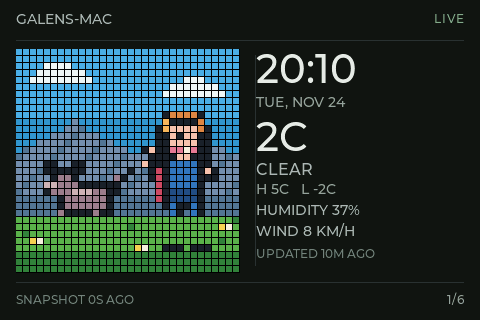 GALENS-MAC
LIVE
20:10
TUE, NOV 24
2C
CLEAR
H 5C L -2C
HUMIDITY 37%
WIND 8 KM/H
UPDATED 10M AGO
SNAPSHOT 0S AGO
1/6